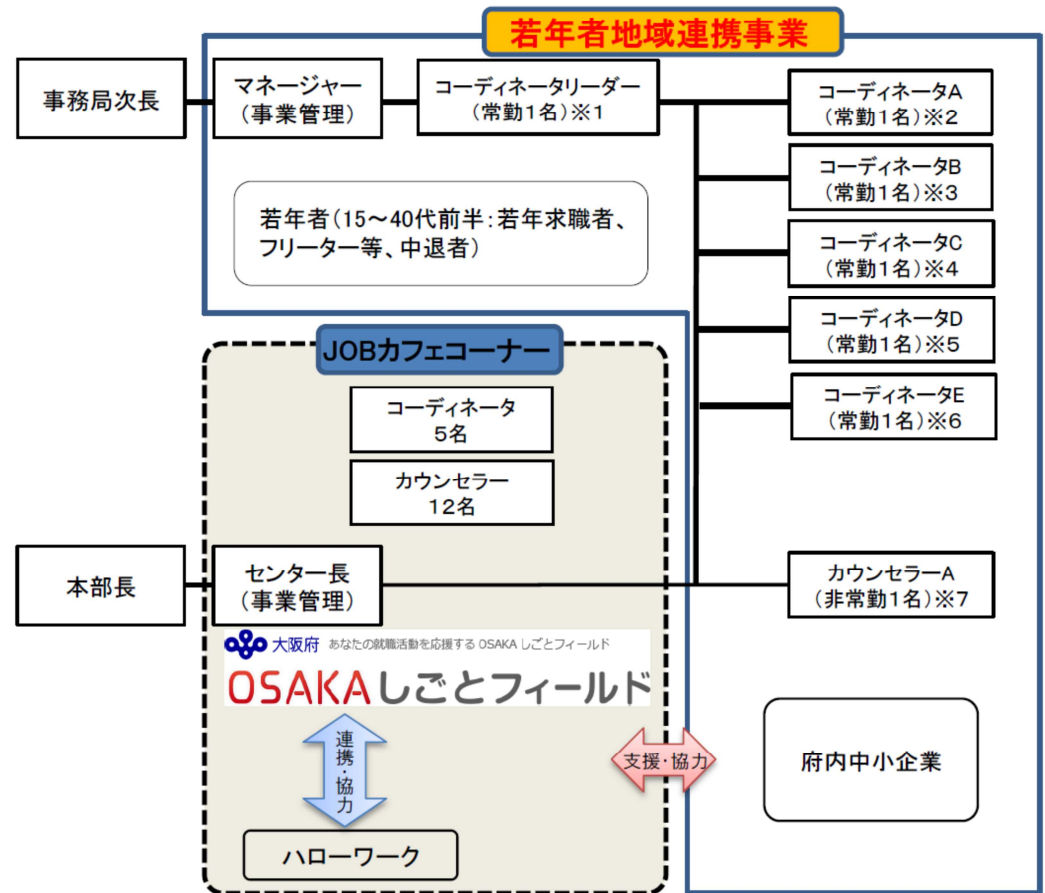 若年者地域連携事業
事務局次長
マネージャー
(事業管理)
コーディネータリーダー
(常勤1名)※1
コーディネータA
(常勤1名)※2
コーディネータB
(常勤1名)※3
コーディネータC
(常勤1名)※4
コーディネータD
(常勤1名)※5
コーディネータE
(常勤1名)※6
若年者(15～40代前半:若年求職者、
フリーター等、中退者)
JOBカフェコーナー
コーディネータ
5名
カウンセラー
12名
本部長
センター長
(事業管理)
カウンセラーA
(非常勤1名)※7
大阪府 あなたの就職活動を応援する OSAKA しごとフィールド
OSAKAしごとフィールド
連携・協力
支援・協力
府内中小企業
ハローワーク